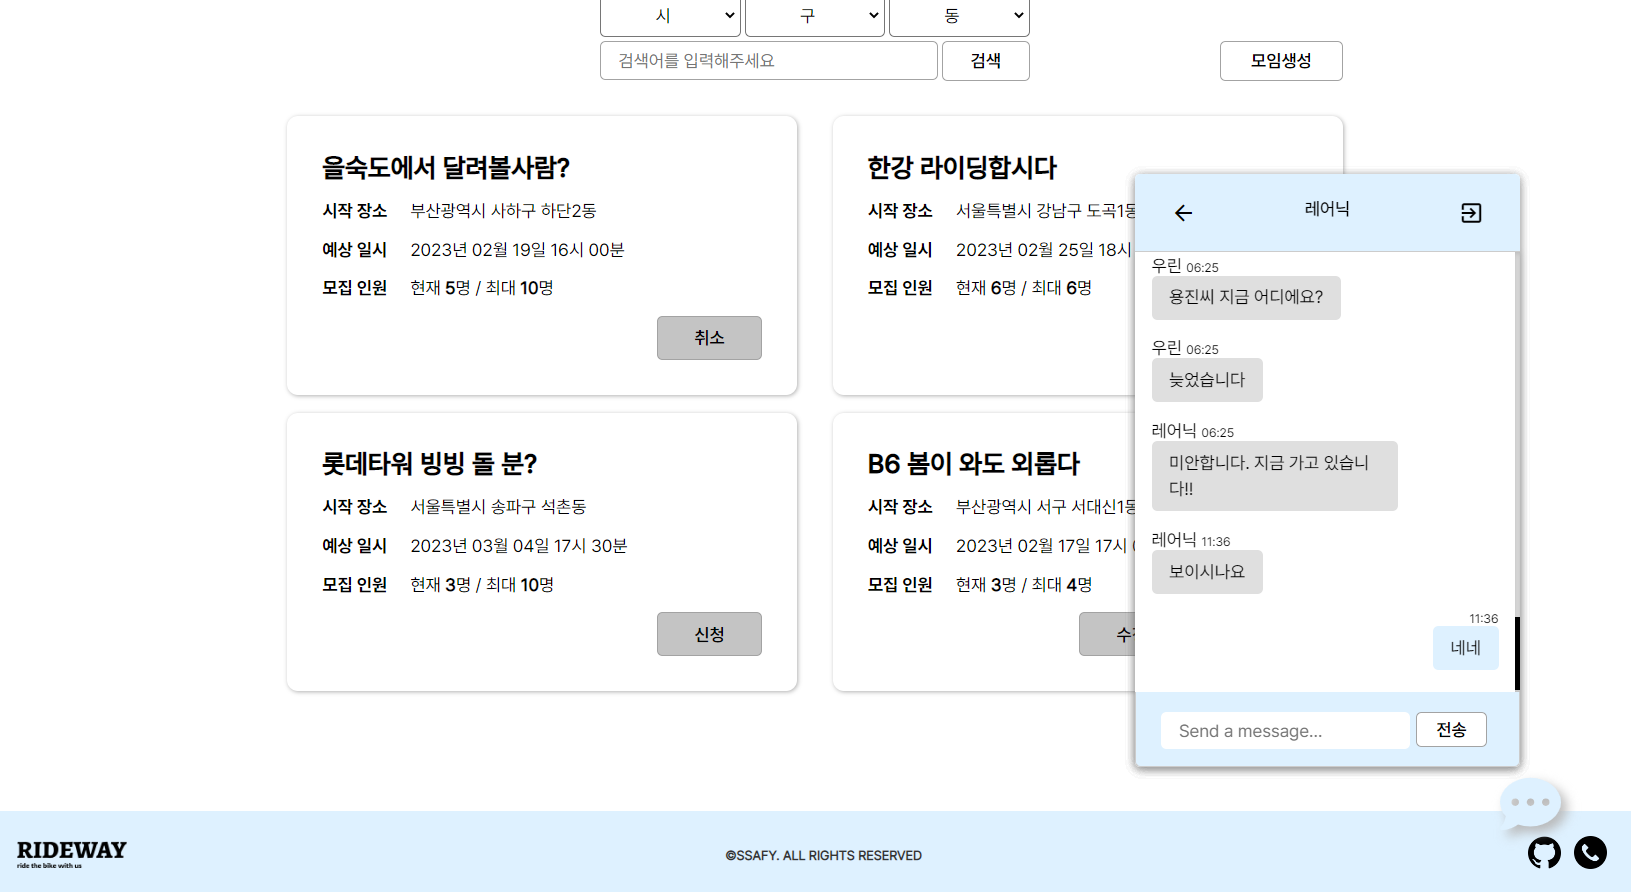 시 구 동
검색어를 입력해주세요 검색 모임생성
을숙도에서 달려볼사람?
시작 장소 부산광역시 사하구 하단2동
예상 일시 2023년 02월 19일 16시 00분
모집 인원 현재 5명 / 최대 10명
취소
한강 라이딩합시다
시작 장소 서울특별시 강남구 도곡1동
예상 일시 2023년 02월 25일 18시
모집 인원 현재 6명 / 최대 6명
롯데타워 빙빙 돌 분?
시작 장소 서울특별시 송파구 석촌동
예상 일시 2023년 03월 04일 17시 30분
모집 인원 현재 3명 / 최대 10명
신청
B6 봄이 와도 외롭다
시작 장소 부산광역시 서구 서대신1동
예상 일시 2023년 02월 17일 17시
모집 인원 현재 3명 / 최대 4명
레어닉
우린 06:25
용진씨 지금 어디에요?
우린 06:25
늦었습니다
레어닉 06:25
미안합니다. 지금 가고 있습니
다!!
레어닉 11:36
보이시나요
11:36
네네
Send a message... 전송
RIDEWAY
ride the bike with us
©SSAFY. ALL RIGHTS RESERVED